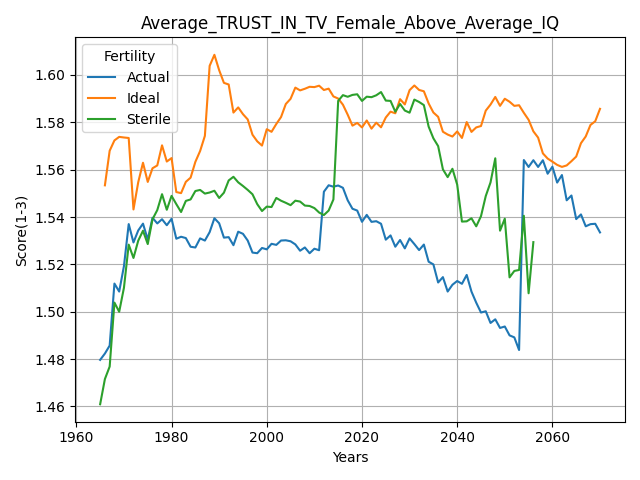 Average_TRUST_IN_TV_Female_Above_Average_IQ
Fertility
Actual
Ideal
Sterile
Score(1-3)
1.60
1.58
1.56
1.54
1.52
1.50
1.48
1.46
1960
1980
2000
2020
2040
2060
Years